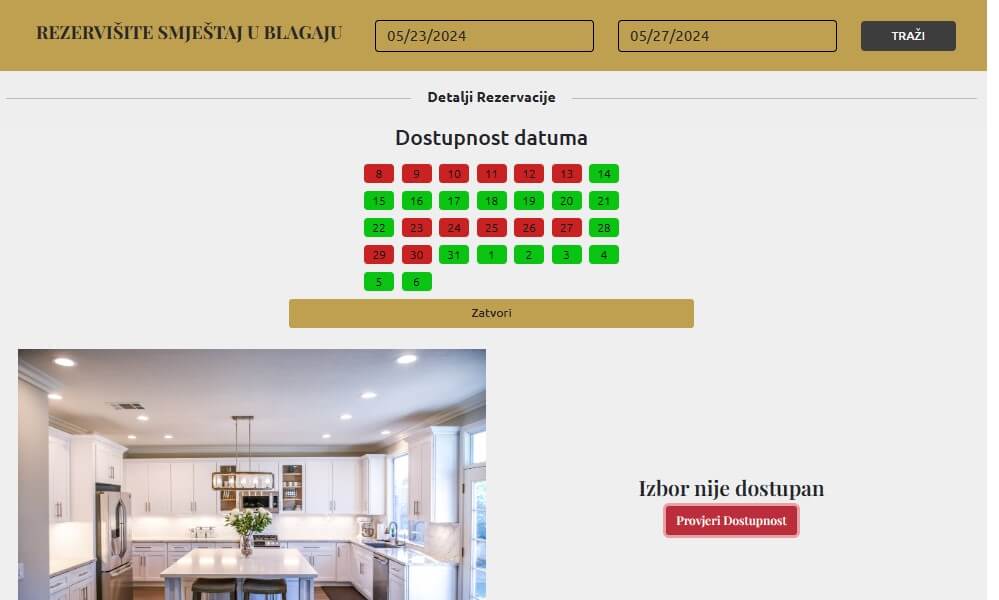 REZERVIŠITE SMJEŠTAJ U BLAGAJU
05/23/2024
05/27/2024
TRAŽI
Detalji Rezervacije
Dostupnost datuma
8 9 10 11 12 13 14
15 16 17 18 19 20 21
22 23 24 25 26 27 28
29 30 31 1 2 3 4
5 6
Zatvori
Izbor nije dostupan
Provjeri Dostupnost